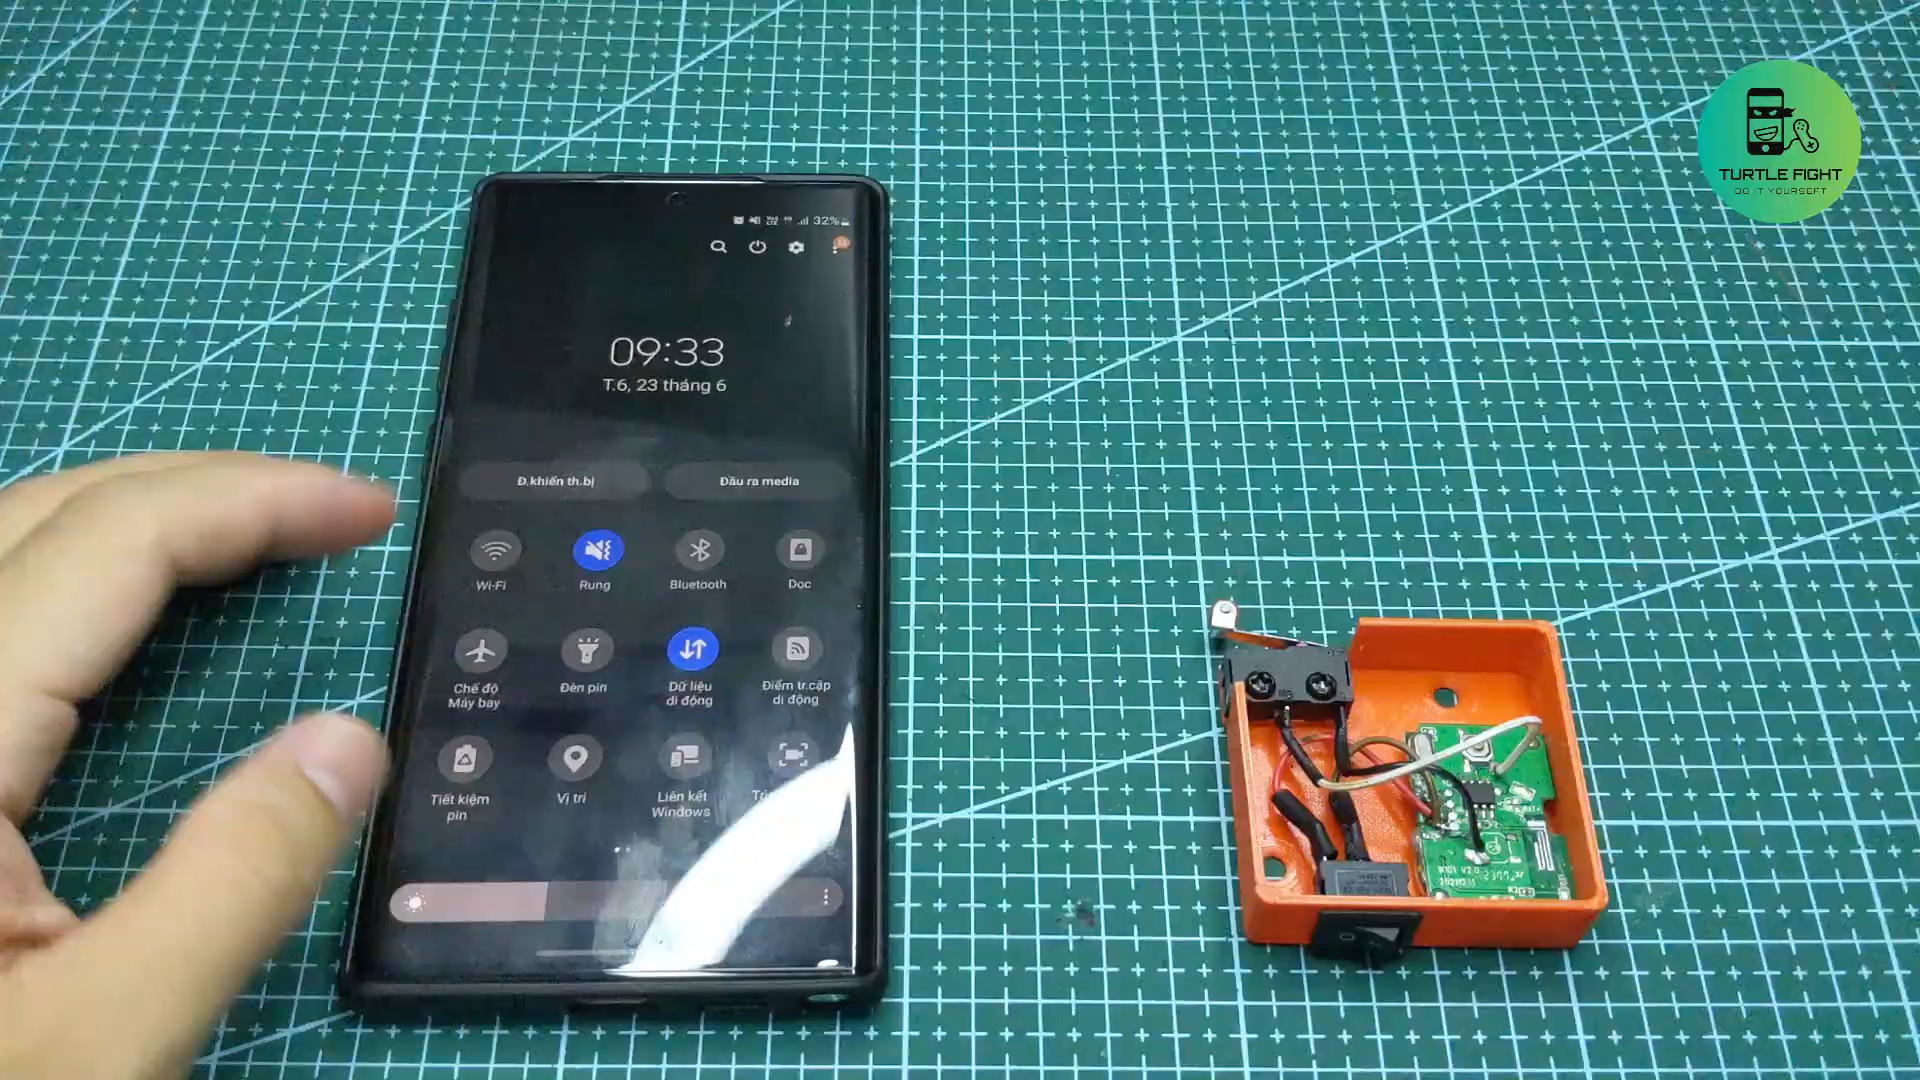 TURTLE FIGHT
DO IT YOURSEFT
32%
09:33
T.6, 23 tháng 6
Đ.khiển th.bị
Đầu ra media
Wi-Fi
Rung
Bluetooth
Dọc
Chế độ
Máy bay
Đèn pin
Dữ liệu
di động
Điểm tr.cập
di động
Tiết kiệm
pin
Vị trí
Liên kết
Windows